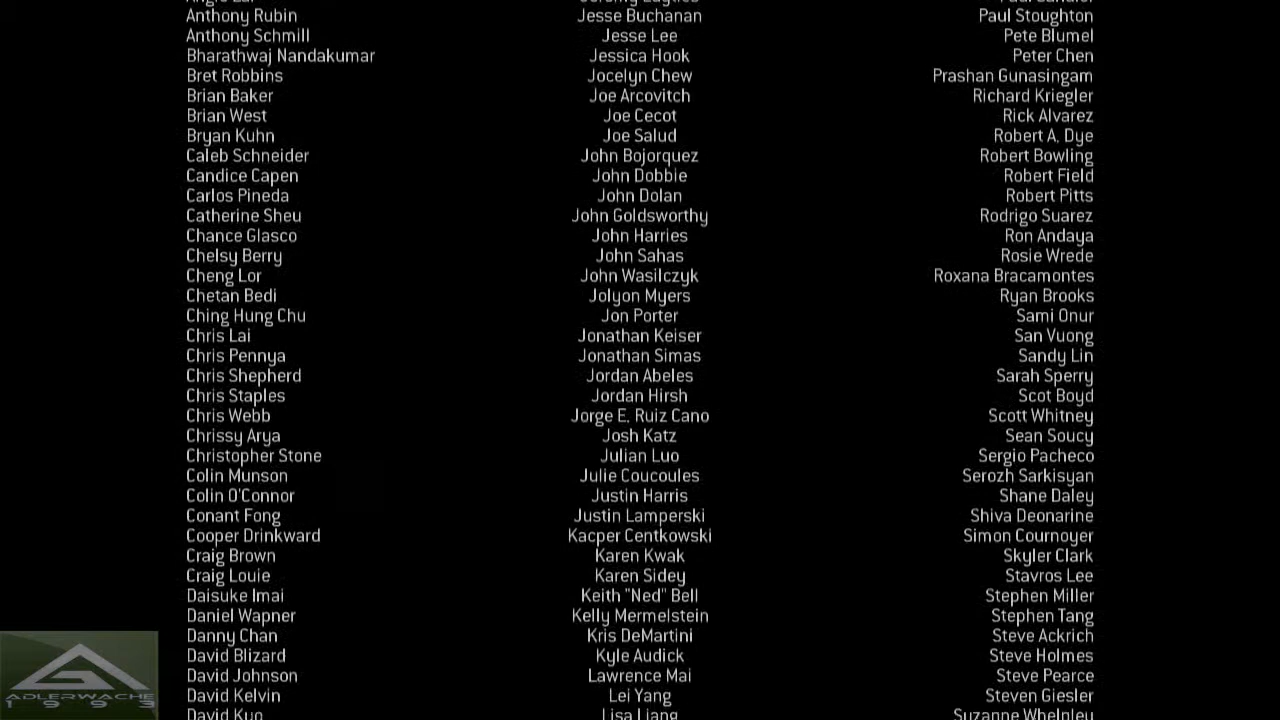 Anthony Rubin
Anthony Schmill
Bharathwaj Nandakumar
Bret Robbins
Brian Baker
Brian West
Bryan Kuhn
Caleb Schneider
Candice Capen
Carlos Pineda
Catherine Sheu
Chance Glasco
Chelsy Berry
Cheng Lor
Chetan Bedi
Ching Hung Chu
Chris Lai
Chris Pennya
Chris Shepherd
Chris Staples
Chris Webb
Chrissy Arya
Christopher Stone
Colin Munson
Colin O'Connor
Conant Fong
Cooper Drinkward
Craig Brown
Craig Louie
Daisuke Imai
Daniel Wapner
Danny Chan
David Blizard
David Johnson
David Kelvin
David Kuo
Jesse Buchanan
Jesse Lee
Jessica Hook
Jocelyn Chew
Joe Arcovitch
Joe Cecot
Joe Salud
John Bojorquez
John Dobbie
John Dolan
John Goldsworthy
John Harries
John Sahas
John Wasilczyk
Jolyon Myers
Jon Porter
Jonathan Keiser
Jonathan Simas
Jordan Abeles
Jordan Hirsh
Jorge E. Ruiz Cano
Josh Katz
Julian Luo
Julie Coucoules
Justin Harris
Justin Lamperski
Kacper Centkowski
Karen Kwak
Karen Sidey
Keith "Ned" Bell
Kelly Mermelstein
Kris DeMartini
Kyle Audick
Lawrence Mai
Lei Yang
Lisa Liang
Paul Stoughton
Pete Blumel
Peter Chen
Prashan Gunasingam
Richard Kriegler
Rick Alvarez
Robert A. Dye
Robert Bowling
Robert Field
Robert Pitts
Rodrigo Suarez
Ron Andaya
Rosie Wrede
Roxana Bracamontes
Ryan Brooks
Sami Onur
San Vuong
Sandy Lin
Sarah Sperry
Scot Boyd
Scott Whitney
Sean Soucy
Sergio Pacheco
Serozh Sarkisyan
Shane Daley
Shiva Deonarine
Simon Cournoyer
Skyler Clark
Stavros Lee
Stephen Miller
Stephen Tang
Steve Ackrich
Steve Holmes
Steve Pearce
Steven Giesler
Suzanne Whelpley
ADLERWACHE
1993